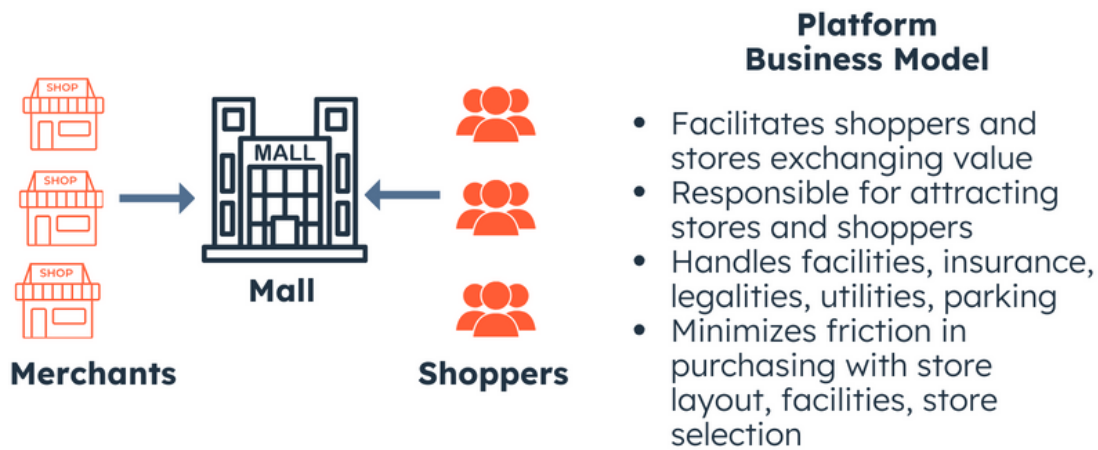 Platform
Business Model
SHOP
MALL
SHOP
SHOP
Mall
Merchants
Shoppers
• Facilitates shoppers and
stores exchanging value
• Responsible for attracting
stores and shoppers
• Handles facilities, insurance,
legalities, utilities, parking
• Minimizes friction in
purchasing with store
layout, facilities, store
selection